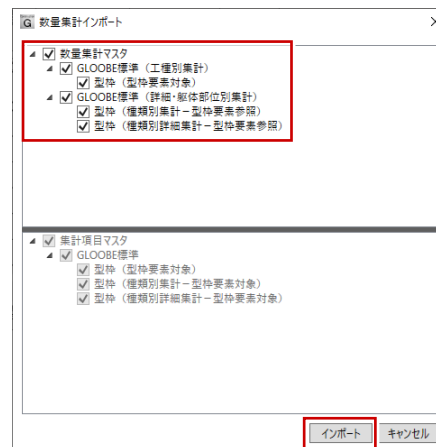 G 数量集計インポート
数量集計マスタ
GLOOBE標準（工種別集計）
型枠（型枠要素対象）
GLOOBE標準（詳細・躯体部位別集計）
型枠（種類別集計－型枠要素参照）
型枠（種類別詳細集計－型枠要素参照）
集計項目マスタ
GLOOBE標準
型枠（型枠要素対象）
型枠（種類別集計－型枠要素対象）
型枠（種類別詳細集計－型枠要素対象）
インポート キャンセル